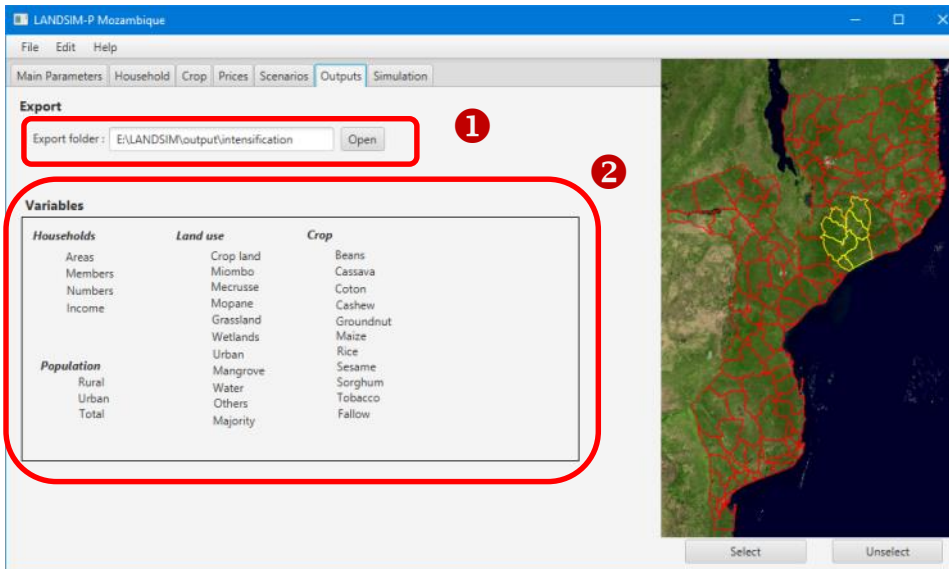 LANDSIM-P Mozambique
File Edit Help
Main Parameters Household Crop Prices Scenarios Outputs Simulation
Export
Export folder : E:\LANDSIM\output\intensification Open
1
2
Variables
Households Land use Crop
Areas Crop land Beans
Members Miombo Cassava
Numbers Mecrusse Coton
Income Mopane Cashew
Grassland Groundnut
Wetlands Maize
Urban Rice
Population Mangrove Sesame
Rural Water Sorghum
Urban Others Tobacco
Total Majority Fallow
Select Unselect